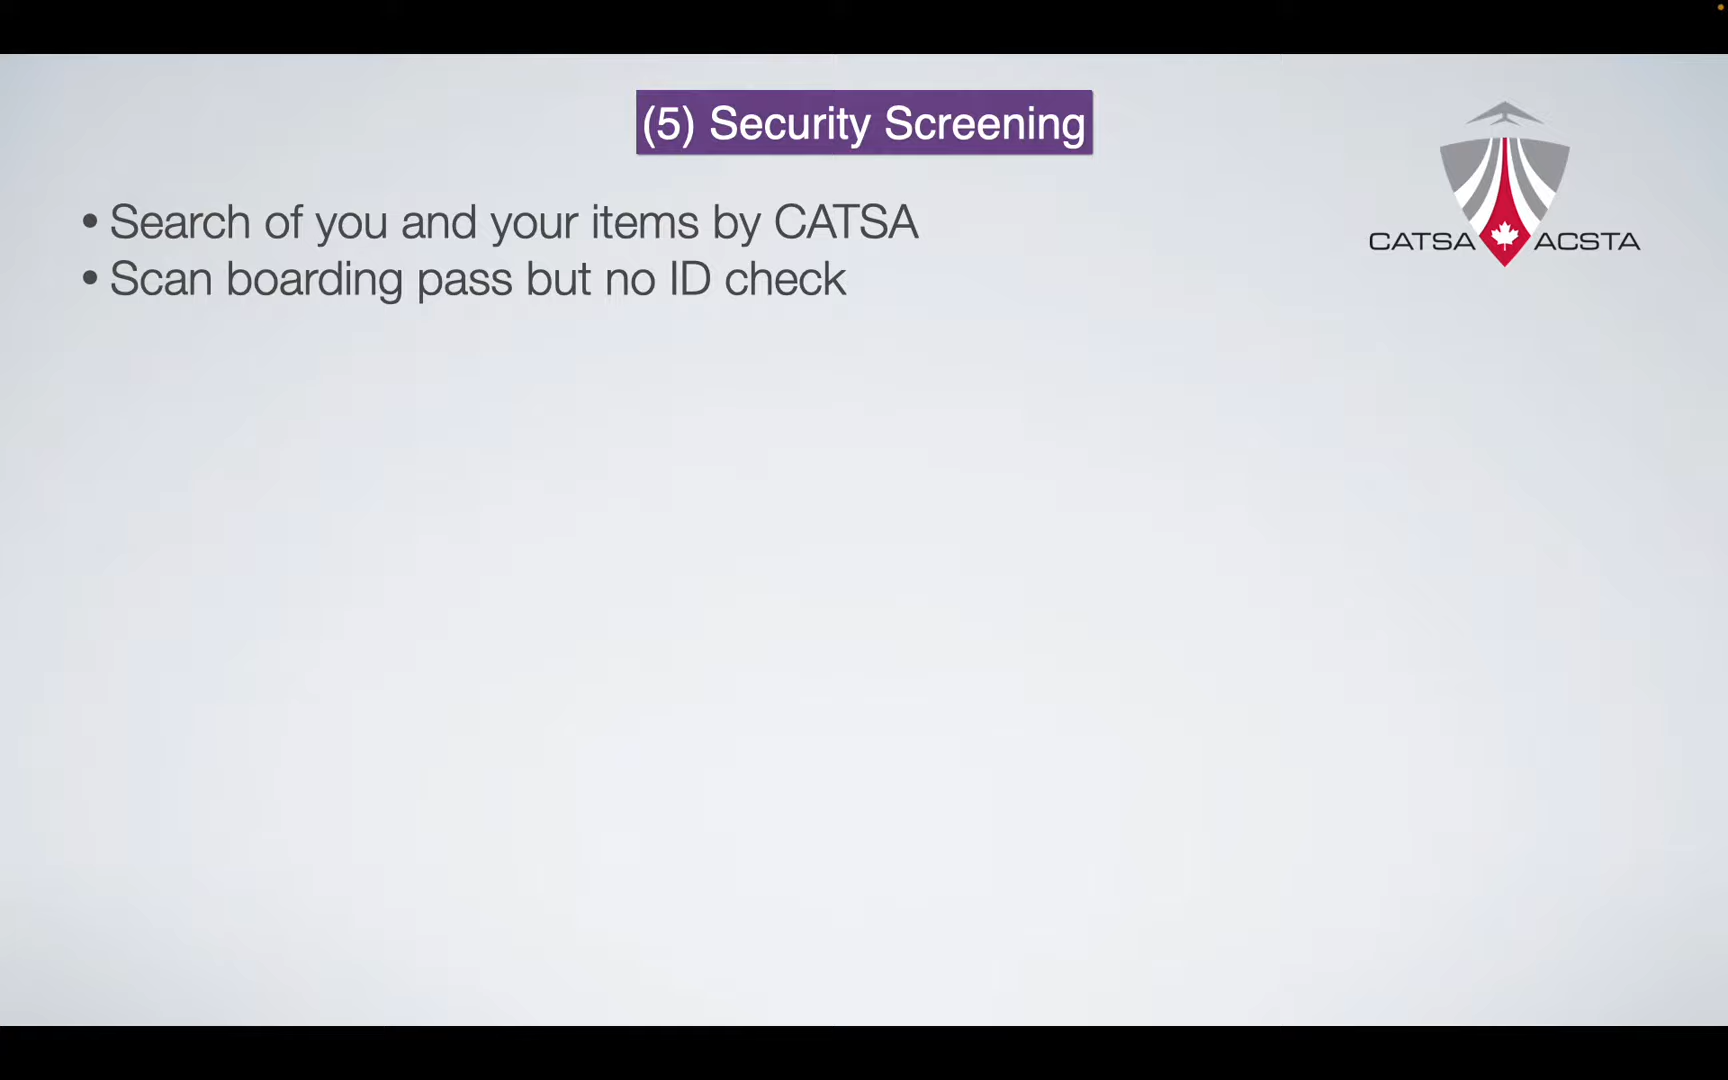 (5) Security Screening
• Search of you and your items by CATSA
• Scan boarding pass but no ID check
CATSA ACSTA